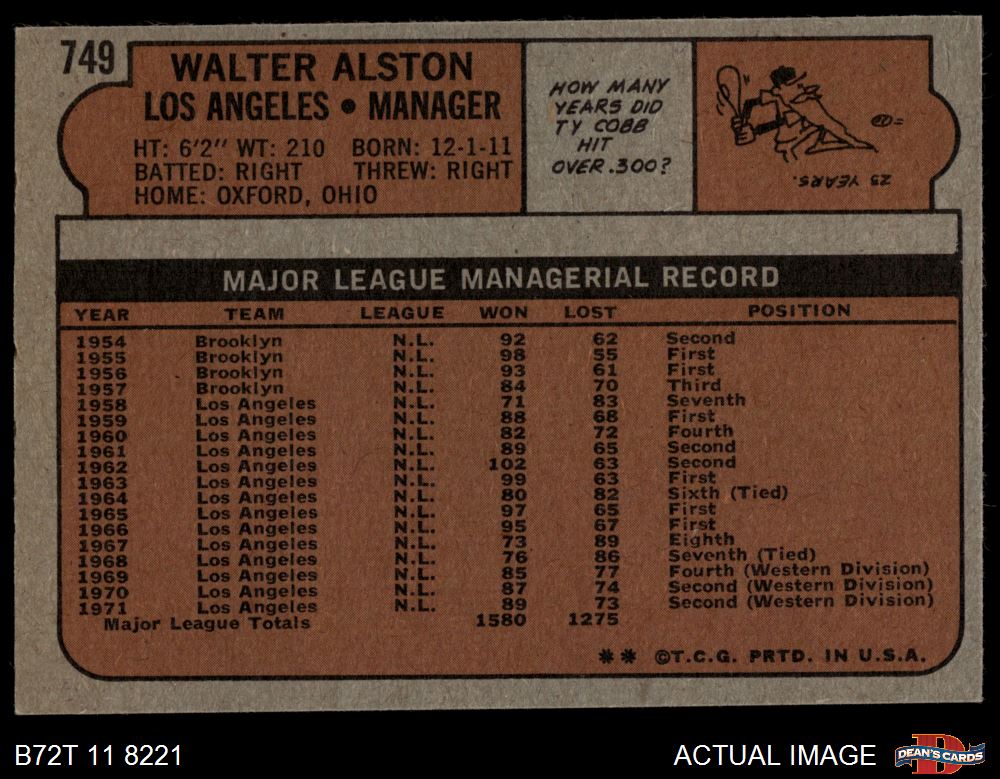 749
WALTER ALSTON
LOS ANGELES • MANAGER
HT: 6'2" WT: 210 BORN: 12-1-11
BATTED: RIGHT THREW: RIGHT
HOME: OXFORD, OHIO
HOW MANY
YEARS DID
TY COBB
HIT
OVER .300?
23 YEARS.
MAJOR LEAGUE MANAGERIAL RECORD
YEAR TEAM LEAGUE WON LOST POSITION
1954 Brooklyn N.L. 92 62 Second
1955 Brooklyn N.L. 98 55 First
1956 Brooklyn N.L. 93 61 First
1957 Brooklyn N.L. 84 70 Third
1958 Los Angeles N.L. 71 83 Seventh
1959 Los Angeles N.L. 88 68 First
1960 Los Angeles N.L. 82 72 Fourth
1961 Los Angeles N.L. 89 65 Second
1962 Los Angeles N.L. 102 63 Second
1963 Los Angeles N.L. 99 63 First
1964 Los Angeles N.L. 80 82 Sixth (Tied)
1965 Los Angeles N.L. 97 65 First
1966 Los Angeles N.L. 95 67 First
1967 Los Angeles N.L. 73 89 Eighth
1968 Los Angeles N.L. 76 86 Seventh (Tied)
1969 Los Angeles N.L. 85 77 Fourth (Western Division)
1970 Los Angeles N.L. 87 74 Second (Western Division)
1971 Los Angeles N.L. 89 73 Second (Western Division)
Major League Totals 1580 1275
** ©T.C.G. PRTD. IN U.S.A.
B72T 11 8221
ACTUAL IMAGE
DEAN'S CARDS